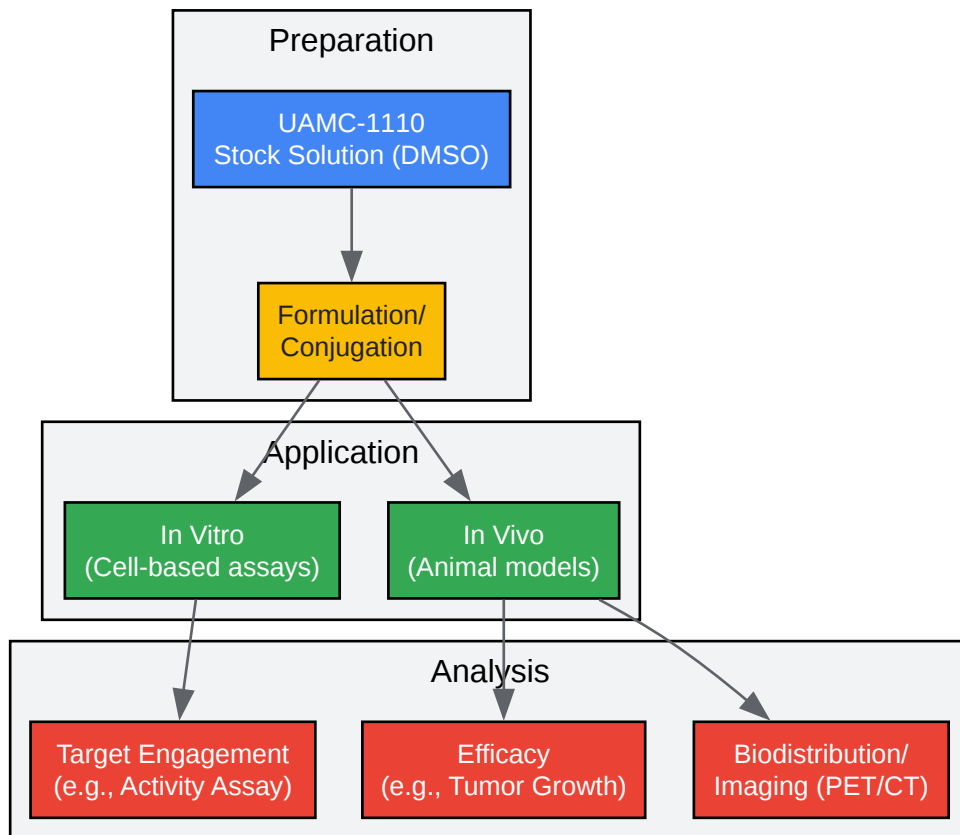 Preparation
UAMC-1110
Stock Solution (DMSO)
Formulation/
Conjugation
Application
In Vitro
(Cell-based assays)
In Vivo
(Animal models)
Analysis
Target Engagement
(e.g., Activity Assay)
Efficacy
(e.g., Tumor Growth)
Biodistribution/
Imaging (PET/CT)